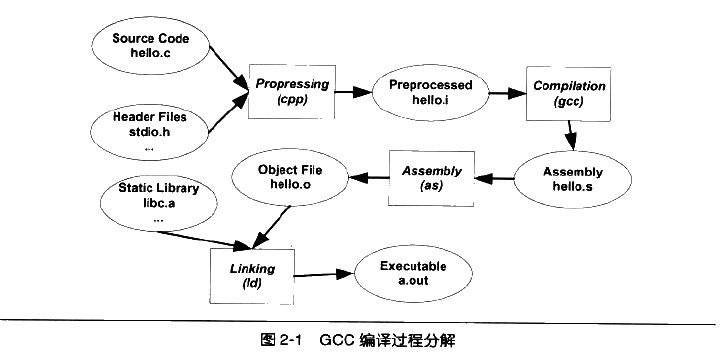 Source Code
hello.c
Header Files
stdio.h
...
Propressing
(cpp)
Preprocessed
hello.i
Compilation
(gcc)
Assembly
hello.s
Assembly
(as)
Object File
hello.o
Static Library
libc.a
...
Linking
(ld)
Executable
a.out
图 2-1 GCC 编译过程分解